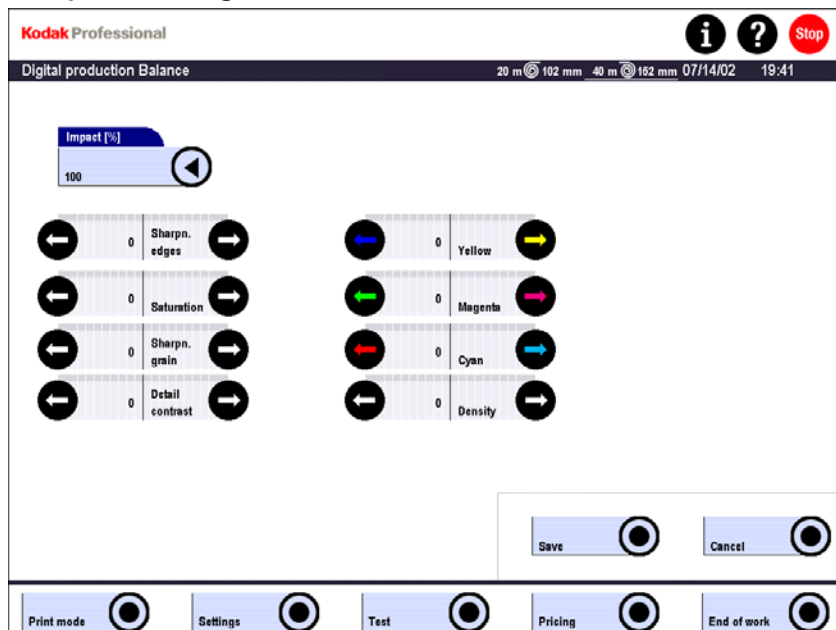 Kodak Professional
i ? Stop
Digital production Balance 20 m 102 mm 40 m 152 mm 07/14/02 19:41
Impact [%]
100
0 Sharpn. edges
0 Yellow
0 Saturation
0 Magenta
0 Sharpn. grain
0 Cyan
0 Detail contrast
0 Density
Save
Cancel
Print mode
Settings
Test
Pricing
End of work